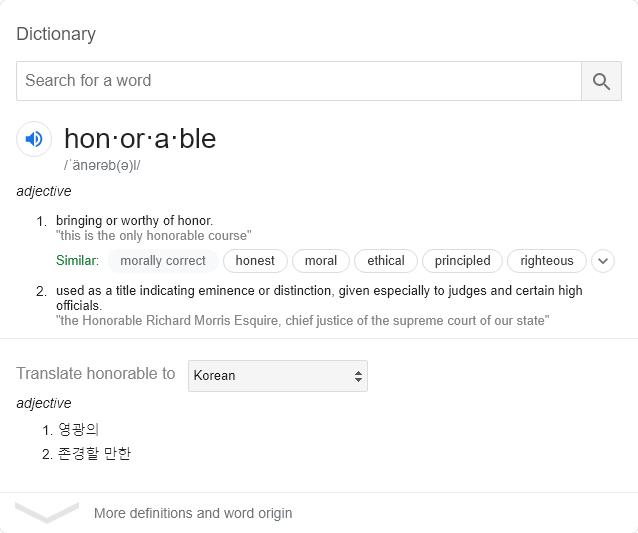 Dictionary
Search for a word
hon·or·a·ble
/ˈänərəb(ə)l/
adjective
1. bringing or worthy of honor.
"this is the only honorable course"
Similar: morally correct honest moral ethical principled righteous
2. used as a title indicating eminence or distinction, given especially to judges and certain high
officials.
"the Honorable Richard Morris Esquire, chief justice of the supreme court of our state"
Translate honorable to Korean
adjective
1. 영광의
2. 존경할 만한
More definitions and word origin